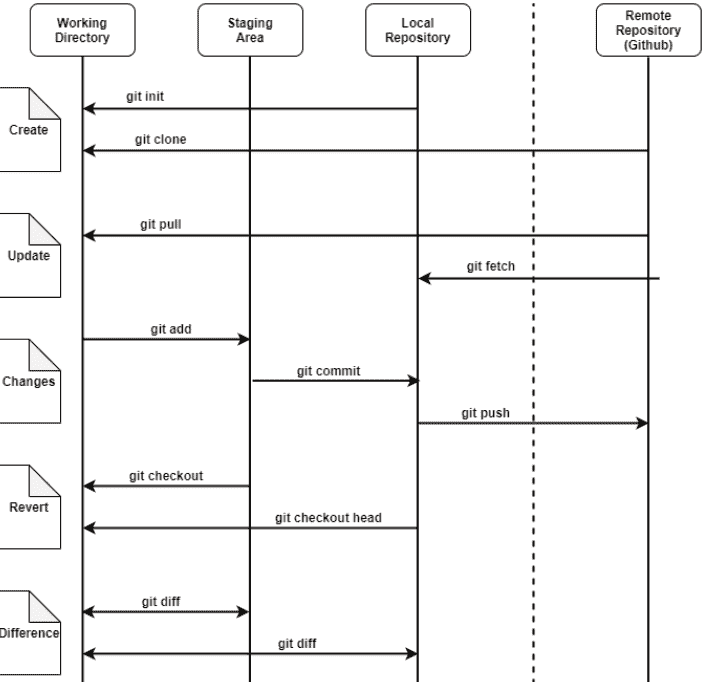 Working
Directory
Staging
Area
Local
Repository
Remote
Repository
(Github)
Create
git init
git clone
Update
git pull
git fetch
Changes
git add
git commit
git push
Revert
git checkout
git checkout head
Difference
git diff
git diff